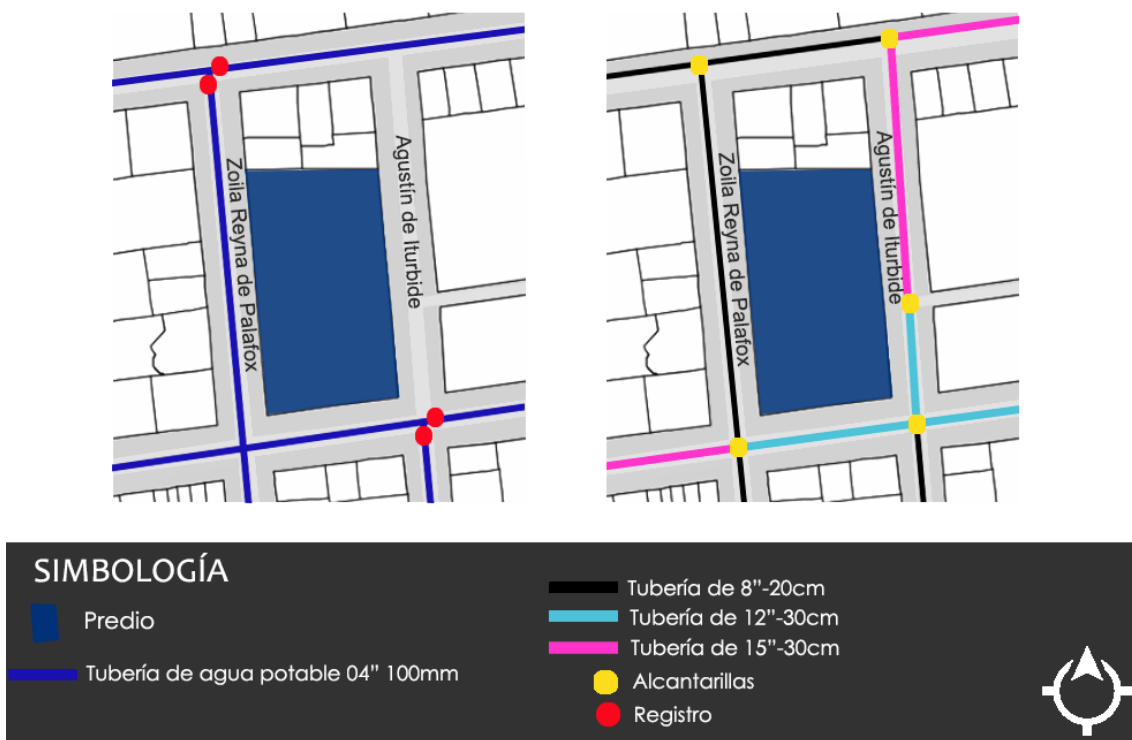 Zoila Reyna de Palafox
Agustín de Iturbide
Zoila Reyna de Palafox
Agustín de Iturbide
SIMBOLOGÍA
Predio
Tubería de agua potable 04” 100mm
Tubería de 8”-20cm
Tubería de 12”-30cm
Tubería de 15”-30cm
Alcantarillas
Registro